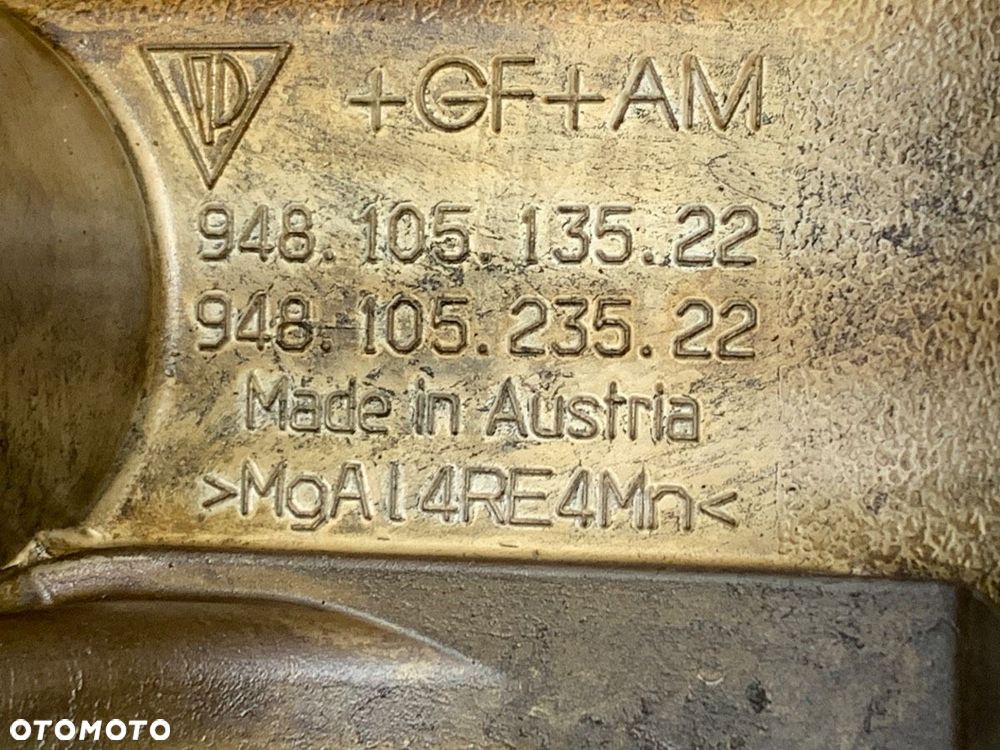 +GF+AM
948.105.135.22
948.105.235.22
Made in Austria
>MgAl4RE4Mn<
OTOMOTO